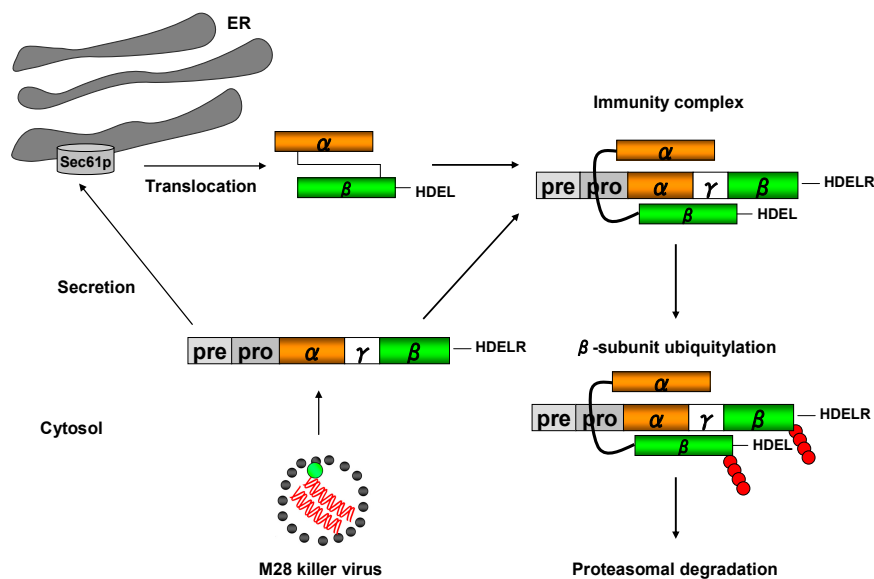 ER
Immunity complex
Sec61p
α
Translocation
β
HDEL
α
pre pro α γ β
HDELR
β
HDEL
Secretion
pre pro α γ β
HDELR
β-subunit ubiquitylation
α
pre pro α γ β
HDELR
β
HDEL
Cytosol
M28 killer virus
Proteasomal degradation